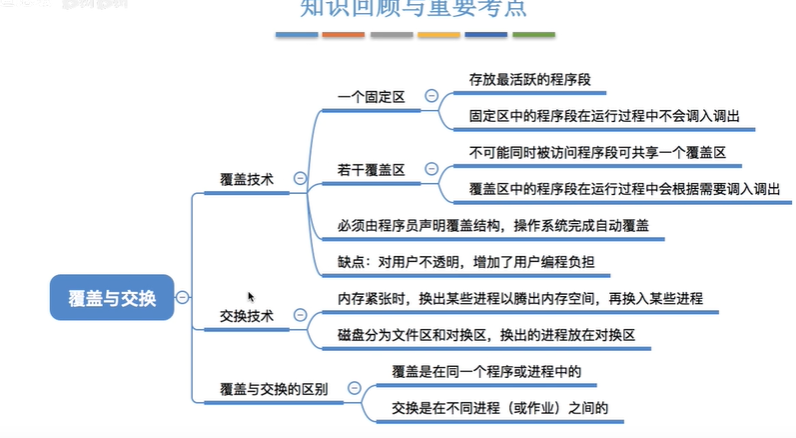 知识回顾与重要考点
存放最活跃的程序段
一个固定区
固定区中的程序段在运行过程中不会调入调出
不可能同时被访问程序段可共享一个覆盖区
若干覆盖区
覆盖技术
覆盖区中的程序段在运行过程中会根据需要调入调出
必须由程序员声明覆盖结构，操作系统完成自动覆盖
缺点：对用户不透明，增加了用户编程负担
覆盖与交换
内存紧张时，换出某些进程以腾出内存空间，再换入某些进程
交换技术
磁盘分为文件区和对换区，换出的进程放在对换区
覆盖是在同一个程序或进程中的
覆盖与交换的区别
交换是在不同进程（或作业）之间的